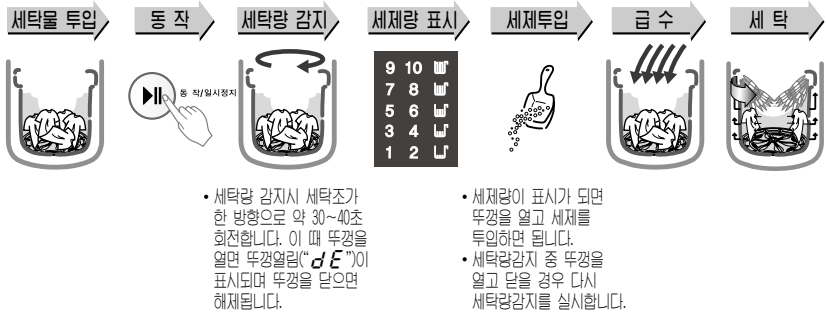 세탁물 투입
동 작
세탁량 감지
세제량 표시
세제투입
급 수
세 탁
동 작/일시정지
9 10
7 8
5 6
3 4
1 2
• 세탁량 감지시 세탁조가
한 방향으로 약 30~40초
회전합니다. 이 때 뚜껑을
열면 뚜껑열림("dE")이
표시되며 뚜껑을 닫으면
해제됩니다.
• 세제량이 표시가 되면
뚜껑을 열고 세제를
투입하면 됩니다.
• 세탁량감지 중 뚜껑을
열고 닫을 경우 다시
세탁량감지를 실시합니다.